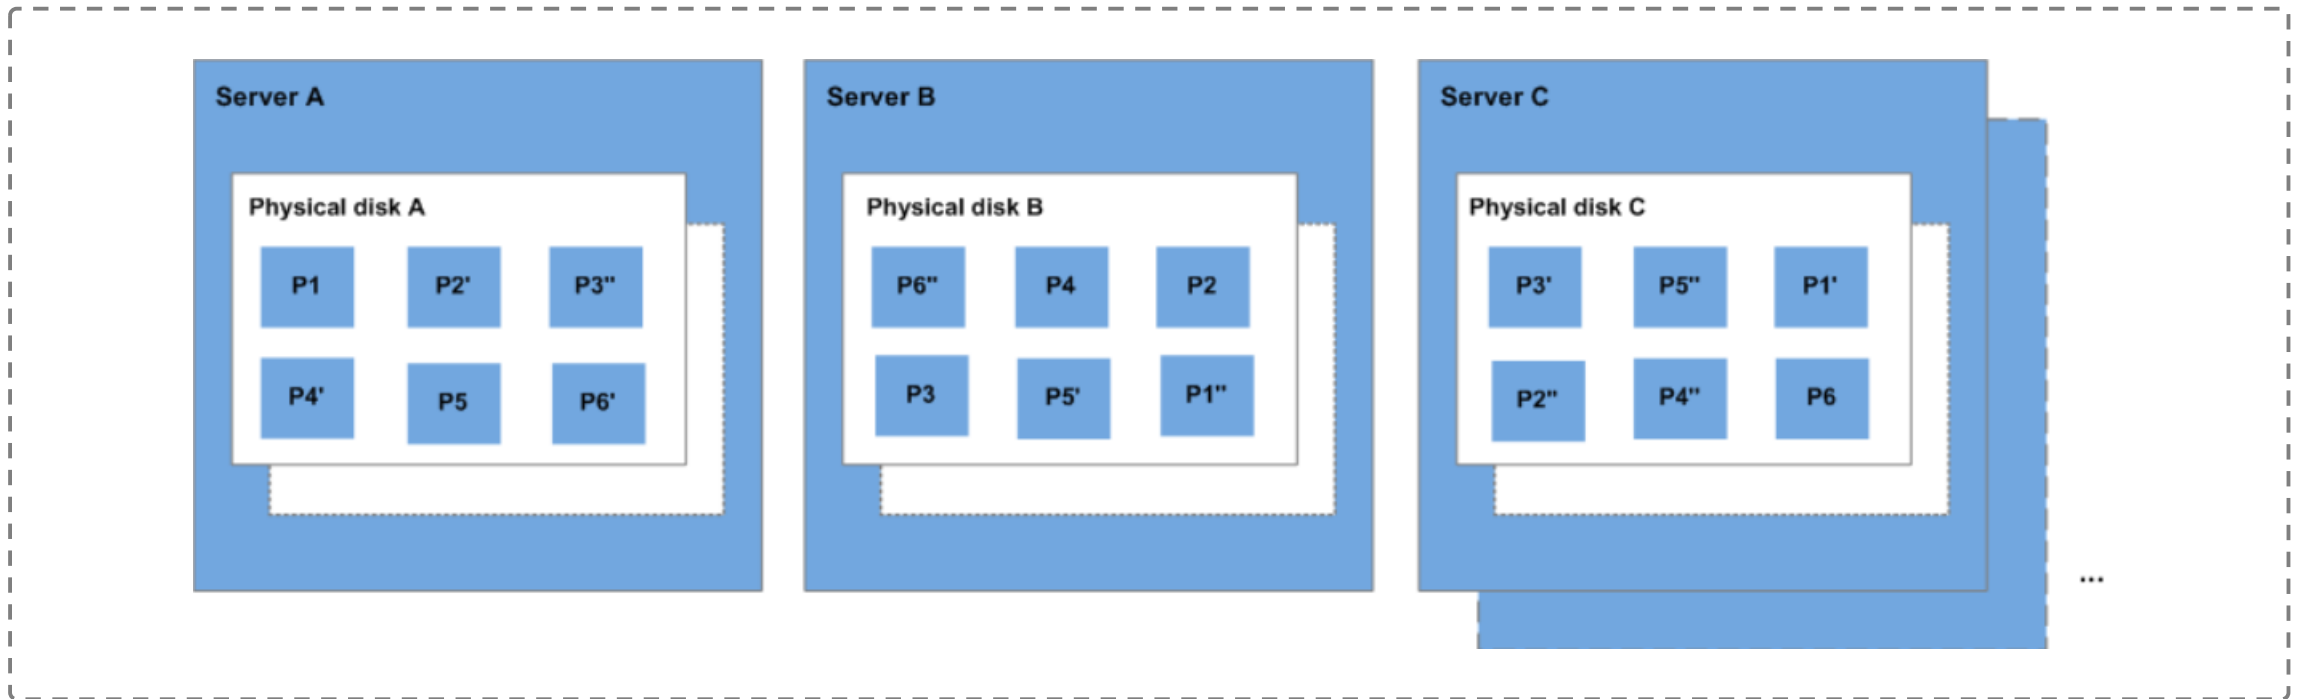 Server A
Physical disk A
P1 P2' P3"
P4' P5 P6'
Server B
Physical disk B
P6" P4 P2
P3 P5' P1"
Server C
Physical disk C
P3' P5" P1'
P2" P4" P6
...